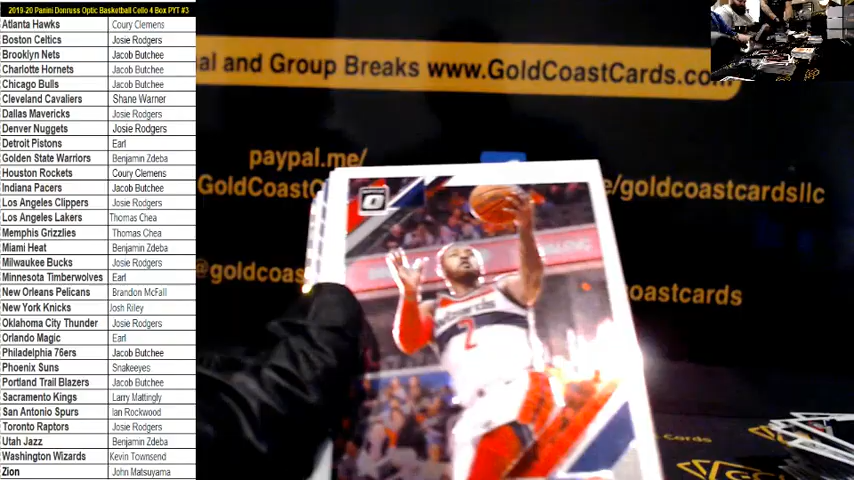 2019-20 Panini Donruss Optic Basketball Cello 4 Box PYT #3
Atlanta Hawks Coury Clemens
Boston Celtics Josie Rodgers
Brooklyn Nets Jacob Butchee
Charlotte Hornets Jacob Butchee
Chicago Bulls Jacob Butchee
Cleveland Cavaliers Shane Warner
Dallas Mavericks Josie Rodgers
Denver Nuggets Josie Rodgers
Detroit Pistons Earl
Golden State Warriors Benjamin Zdeba
Houston Rockets Coury Clemens
Indiana Pacers Jacob Butchee
Los Angeles Clippers Josie Rodgers
Los Angeles Lakers Thomas Chea
Memphis Grizzlies Thomas Chea
Miami Heat Benjamin Zdeba
Milwaukee Bucks Josie Rodgers
Minnesota Timberwolves Earl
New Orleans Pelicans Brandon McFall
New York Knicks Josh Riley
Oklahoma City Thunder Josie Rodgers
Orlando Magic Earl
Philadelphia 76ers Jacob Butchee
Phoenix Suns Snakeeyes
Portland Trail Blazers Jacob Butchee
Sacramento Kings Larry Mattingly
San Antonio Spurs Ian Rockwood
Toronto Raptors Josie Rodgers
Utah Jazz Benjamin Zdeba
Washington Wizards Kevin Townsend
Zion John Matsuyama
al and Group Breaks www.GoldCoastCards.com
paypal.me/
GoldCoastC
e/goldcoastcardsllc
@goldcoas
oastcards
2
cards